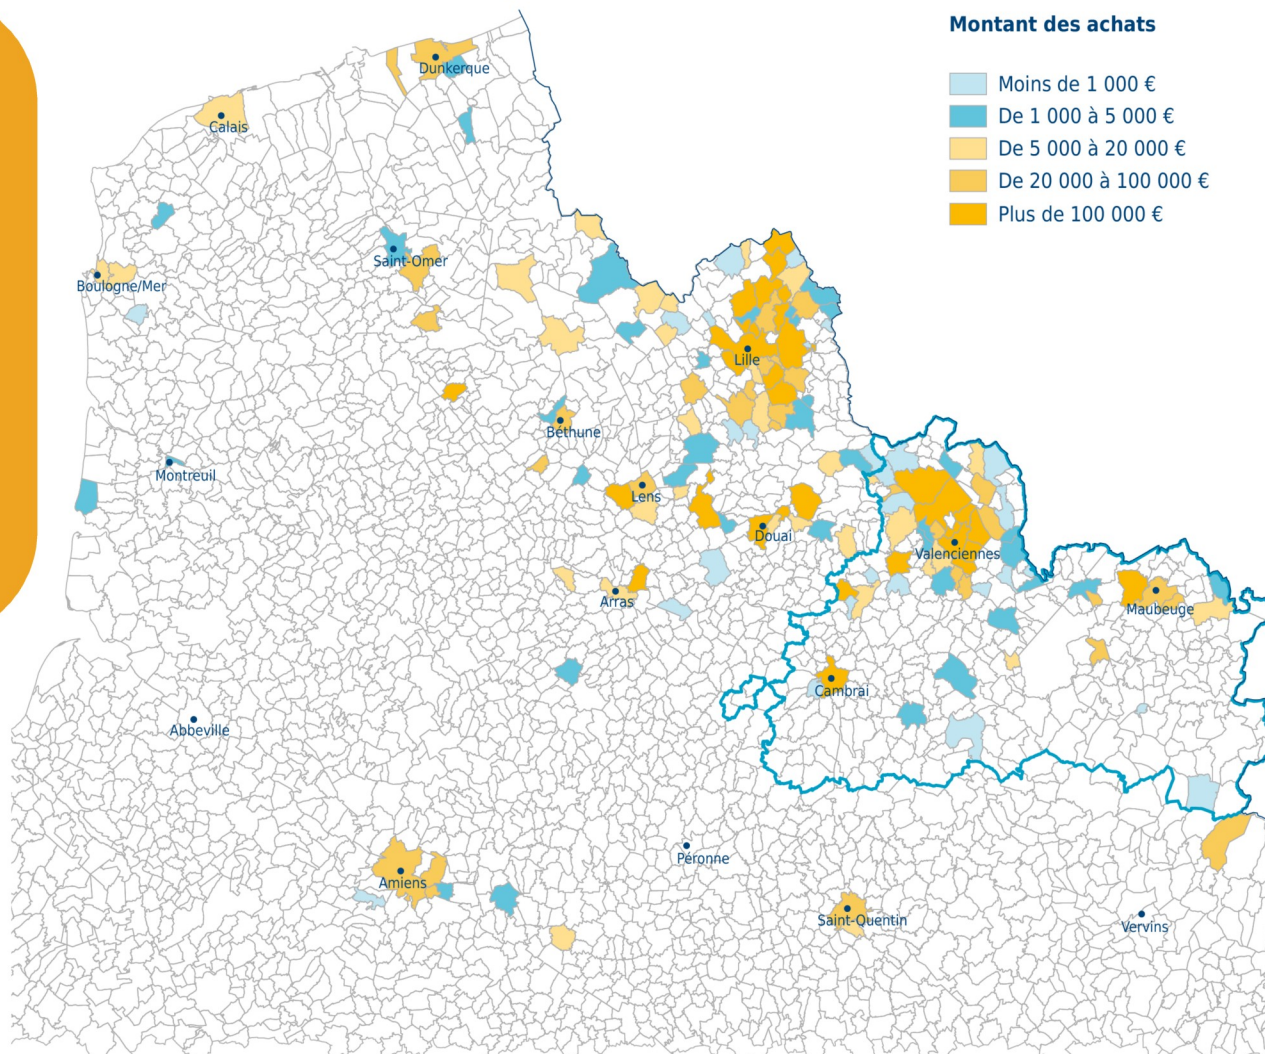 Montant des achats
Moins de 1 000 €
De 1 000 à 5 000 €
De 5 000 à 20 000 €
De 20 000 à 100 000 €
Plus de 100 000 €
Dunkerque
Calais
Saint-Omer
Boulogne/Mer
Lille
Béthune
Montreuil
Lens
Douai
Valenciennes
Arras
Maubeuge
Cambrai
Abbeville
Péronne
Amiens
Saint-Quentin
Vervins